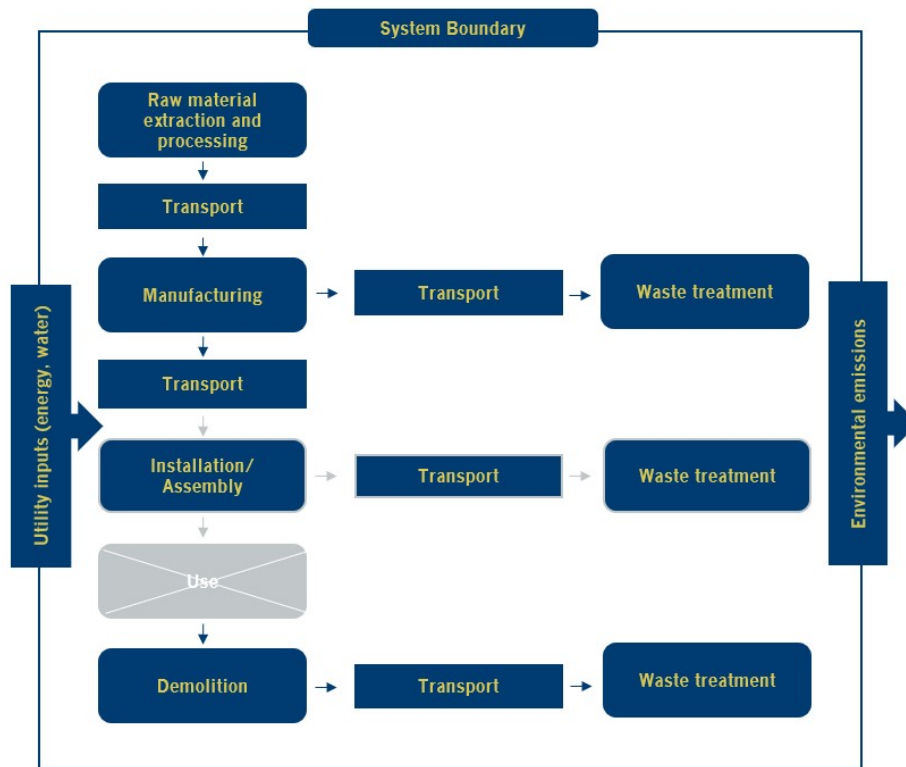 System Boundary
Raw material
extraction and
processing
Transport
Manufacturing
Transport
Waste treatment
Transport
Installation/
Assembly
Transport
Waste treatment
Use
Demolition
Transport
Waste treatment
Utility inputs (energy, water)
Environmental emissions